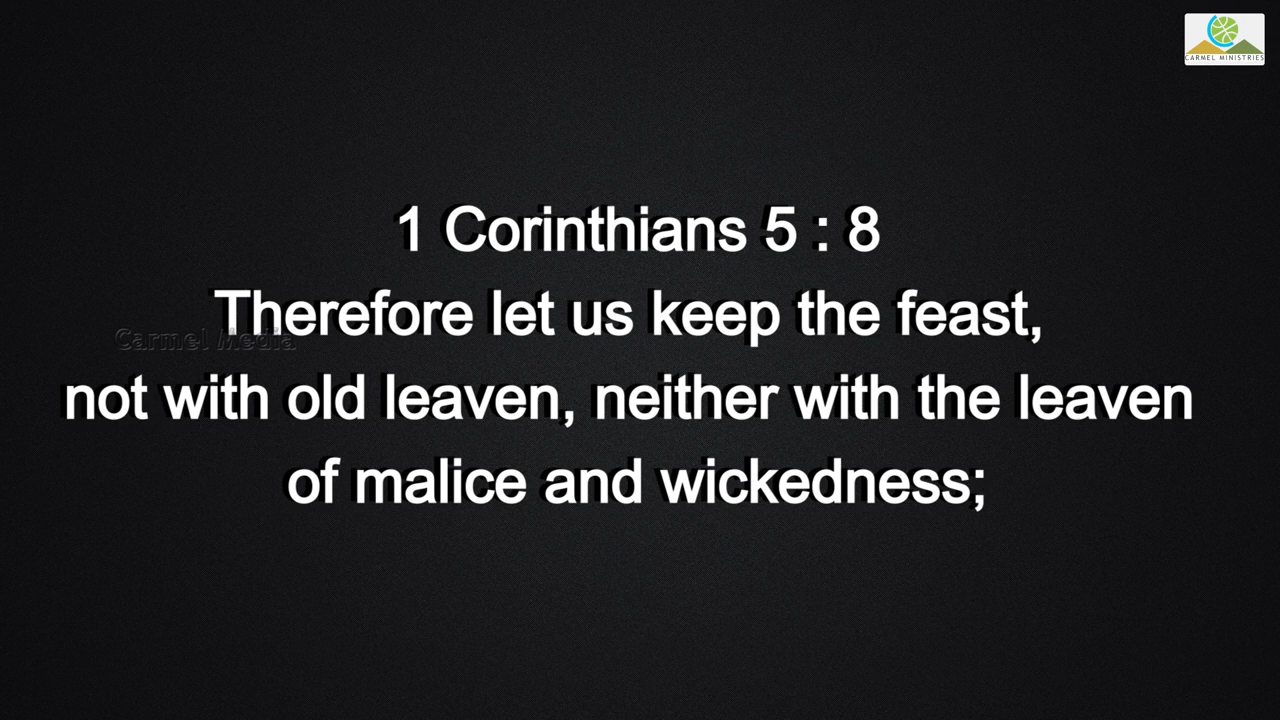 CARMEL MINISTRIES
1 Corinthians 5 : 8
Therefore let us keep the feast,
Carmel Media
not with old leaven, neither with the leaven
of malice and wickedness;